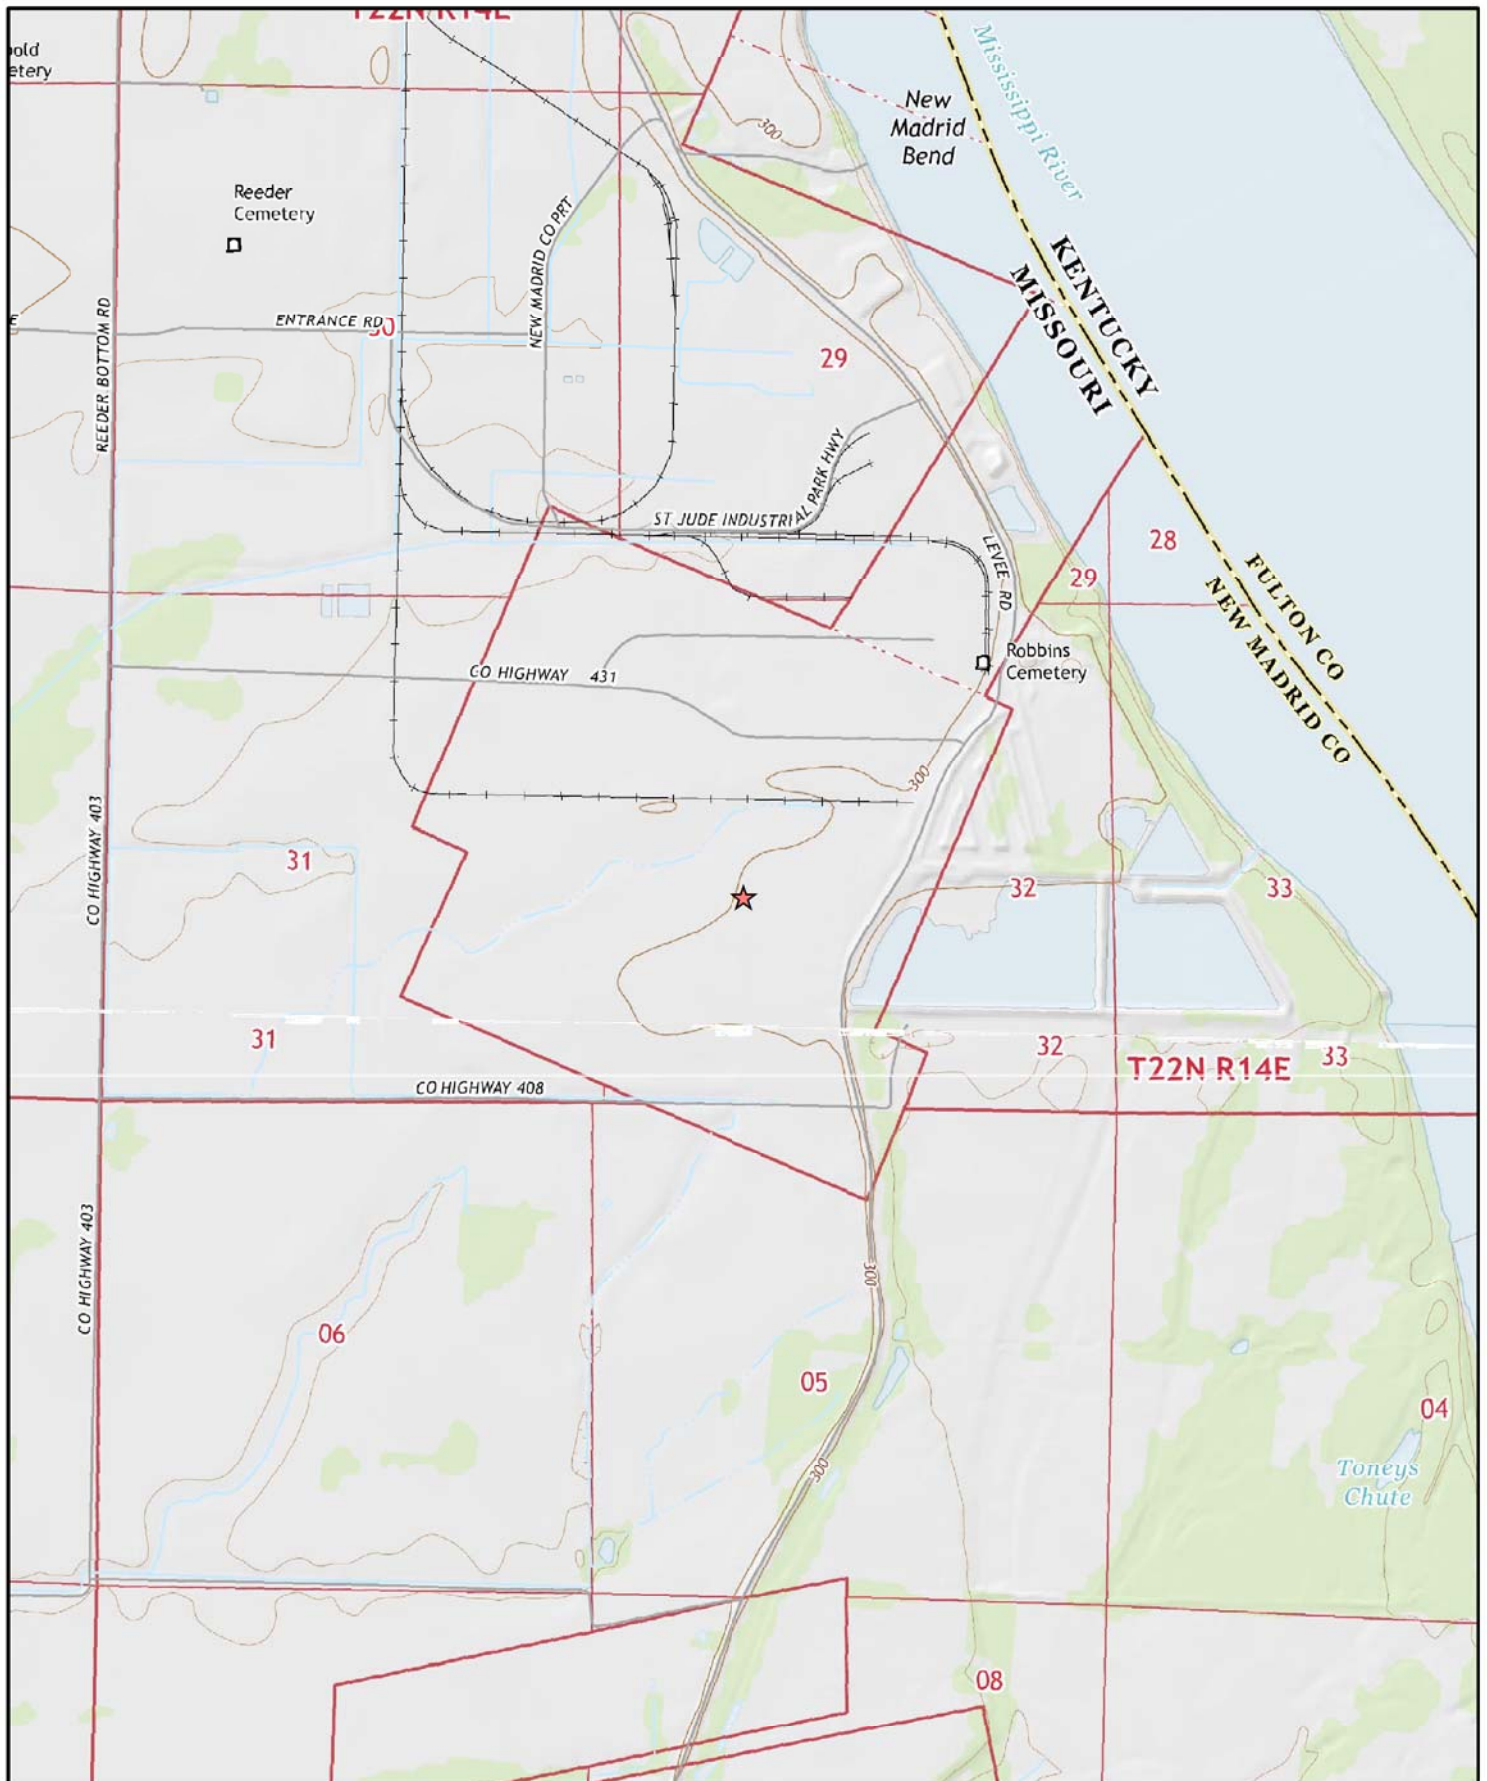 T22N R14E
old
etery
Mississippi River
New
Madrid
Bend
300
Reeder
Cemetery
NEW MADRID CO PRT
KENTUCKY
MISSOURI
REEDER BOTTOM RD
E
ENTRANCE RD
30
29
ST JUDE INDUSTRIAL PARK HWY
LEVEE RD
28
29
FULTON CO
NEW MADRID CO
Robbins
Cemetery
CO HIGHWAY 431
300
CO HIGHWAY 403
31
32
33
31
32
33
T22N R14E
CO HIGHWAY 408
CO HIGHWAY 403
300
06
05
04
300
Toneys
Chute
08